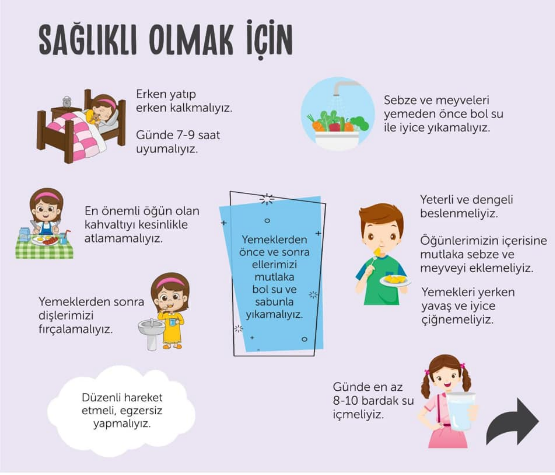 SAĞLIKLI OLMAK İÇİN
Erken yatıp
erken kalkmalıyız.
Günde 7-9 saat
uyumalıyız.
Sebze ve meyveleri
yemeden önce bol su
ile iyice yıkamalıyız.
En önemli öğün olan
kahvaltıyı kesinlikle
atlamamalıyız.
Yemeklerden
önce ve sonra
ellerimizi
mutlaka
bol su ve
sabunla
yıkamalıyız.
Yeterli ve dengeli
beslenmeliyiz.
Öğünlerimizin içerisine
mutlaka sebze ve
meyveyi eklemeliyiz.
Yemekleri yerken
yavaş ve iyice
çiğnemeliyiz.
Yemeklerden sonra
dişlerimizi
fırçalamalıyız.
Düzenli hareket
etmeli, egzersiz
yapmalıyız.
Günde en az
8-10 bardak su
içmeliyiz.